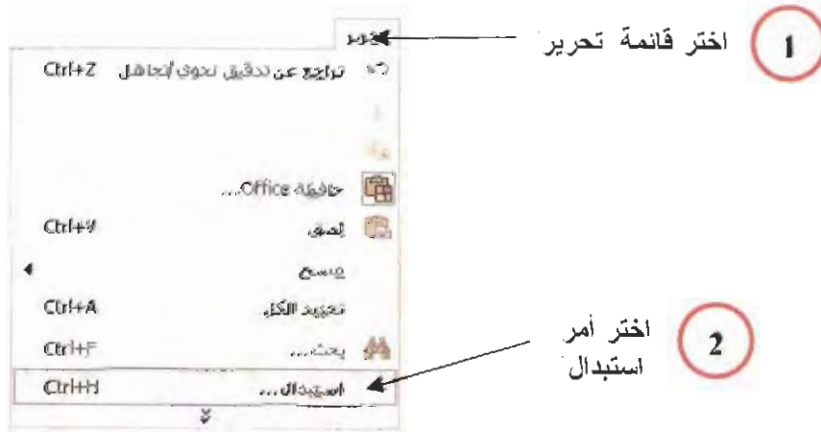 1 اختر قائمة تحرير
تحرير
تراجع عن تدقيق نحوي/تجاهل Ctrl+Z
حافظة Office...
لصق Ctrl+V
مسح
تحديد الكل Ctrl+A
بحث... Ctrl+F
استبدال... Ctrl+H
2 اختر أمر
استبدال